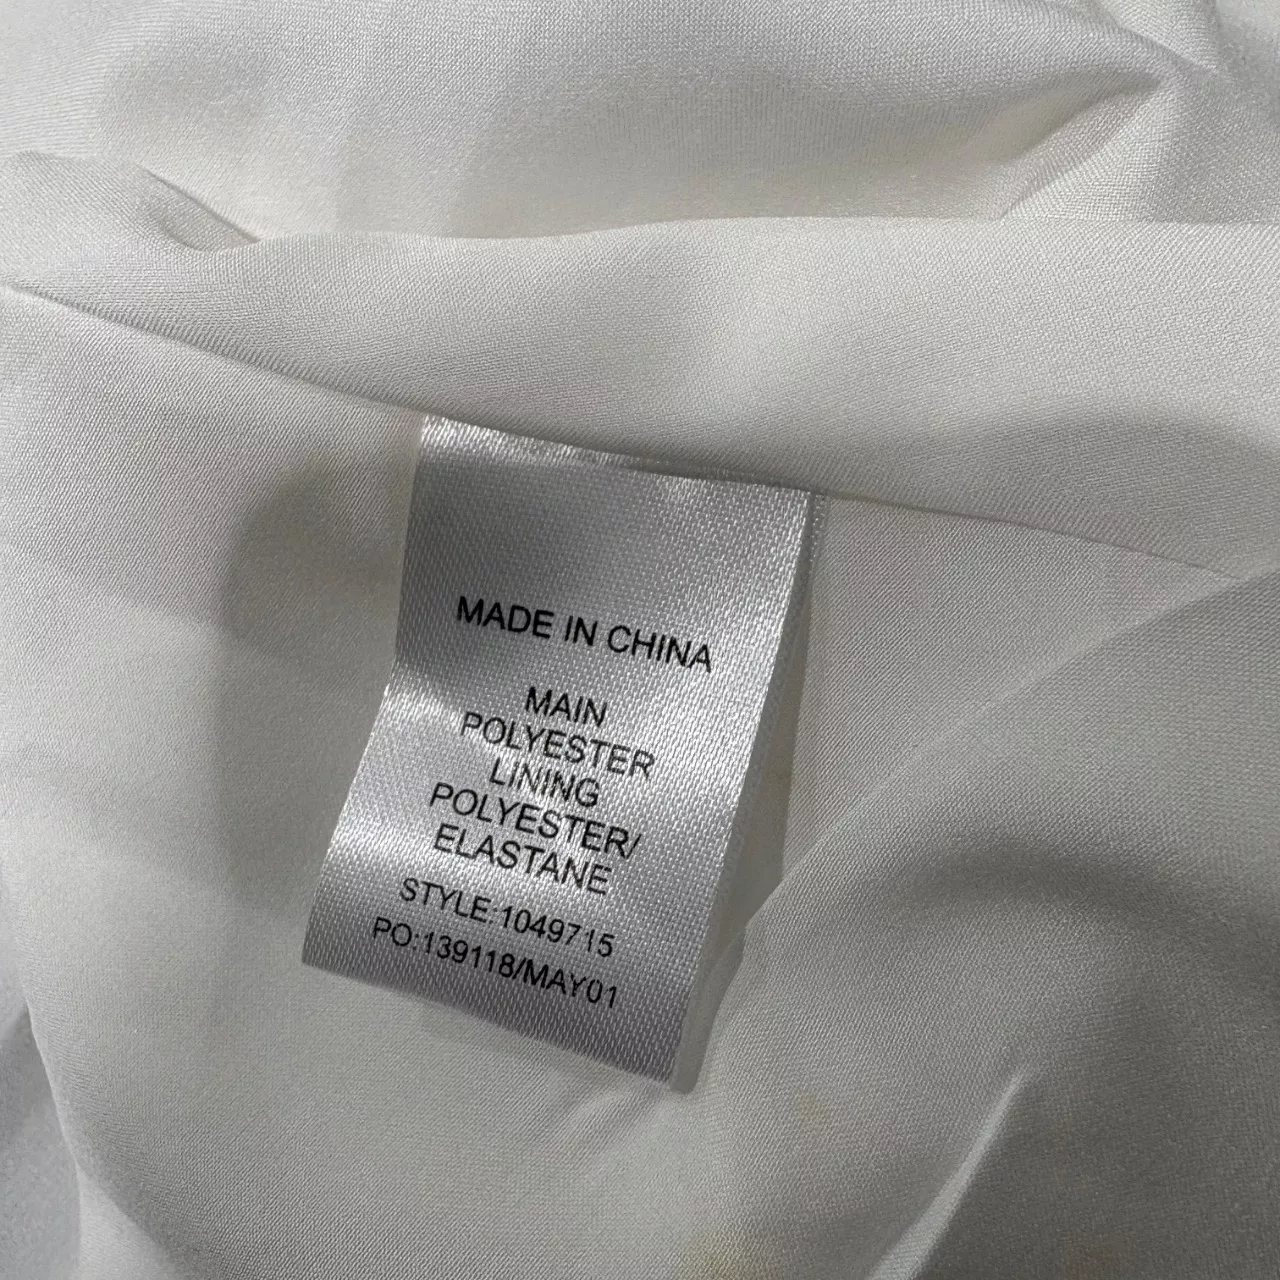 MADE IN CHINA
MAIN
POLYESTER
LINING
POLYESTER/
ELASTANE
STYLE:1049715
PO:139118/MAY01